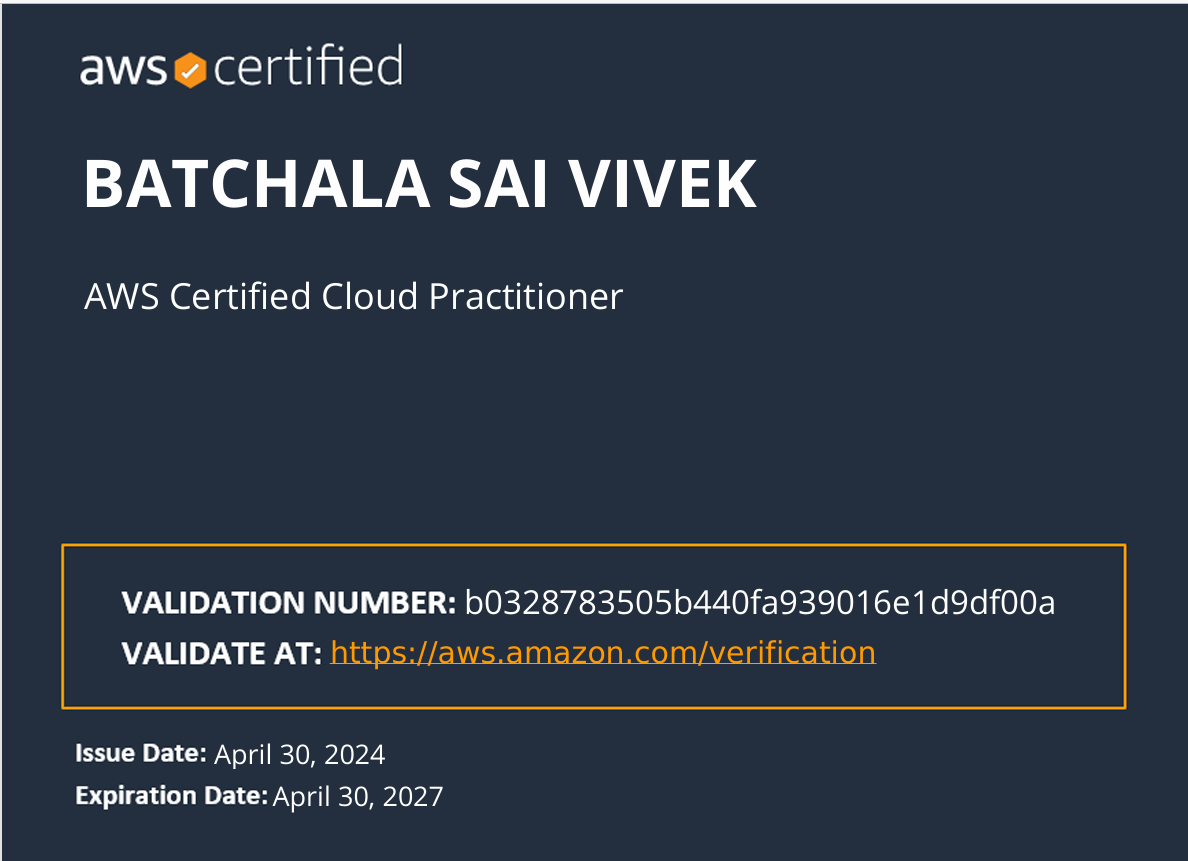 aws certified
BATCHALA SAI VIVEK
AWS Certified Cloud Practitioner
VALIDATION NUMBER: b0328783505b440fa939016e1d9df00a
VALIDATE AT: https://aws.amazon.com/verification
Issue Date: April 30, 2024
Expiration Date: April 30, 2027